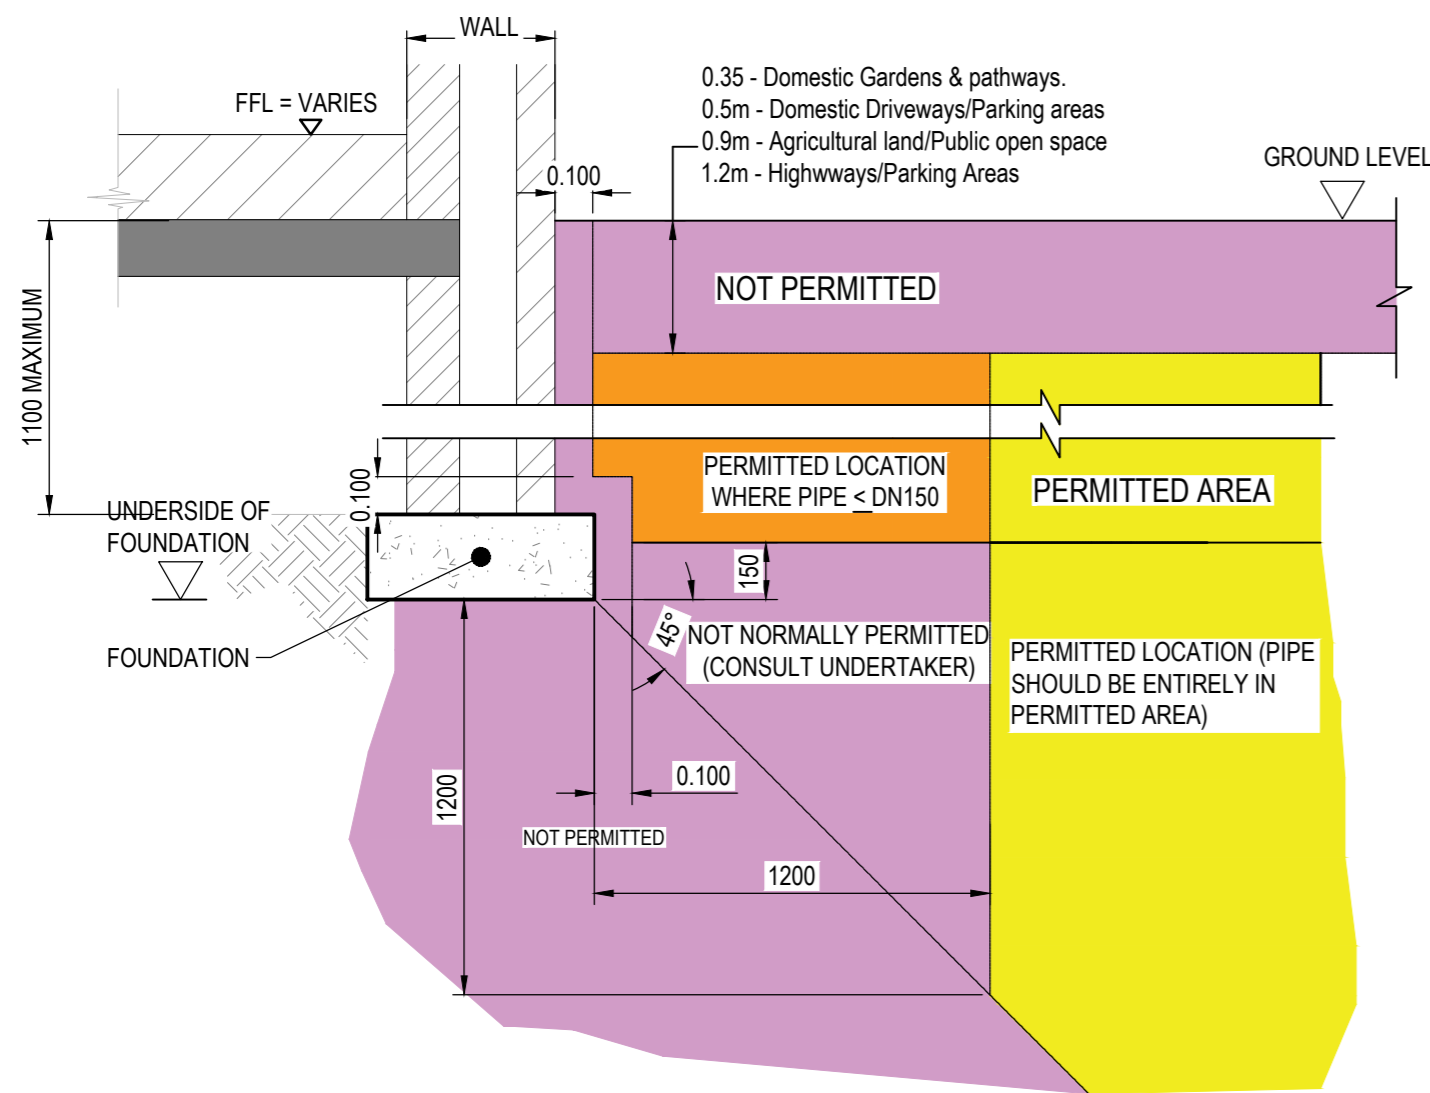 WALL
FFL = VARIES
0.35 - Domestic Gardens & pathways.
0.5m - Domestic Driveways/Parking areas
0.9m - Agricultural land/Public open space
1.2m - Highwways/Parking Areas
GROUND LEVEL
0.100
NOT PERMITTED
1100 MAXIMUM
0.100
PERMITTED LOCATION
WHERE PIPE ≤ DN150
PERMITTED AREA
UNDERSIDE OF
FOUNDATION
150
45°
NOT NORMALLY PERMITTED
(CONSULT UNDERTAKER)
PERMITTED LOCATION (PIPE
SHOULD BE ENTIRELY IN
PERMITTED AREA)
FOUNDATION
0.100
1200
NOT PERMITTED
1200